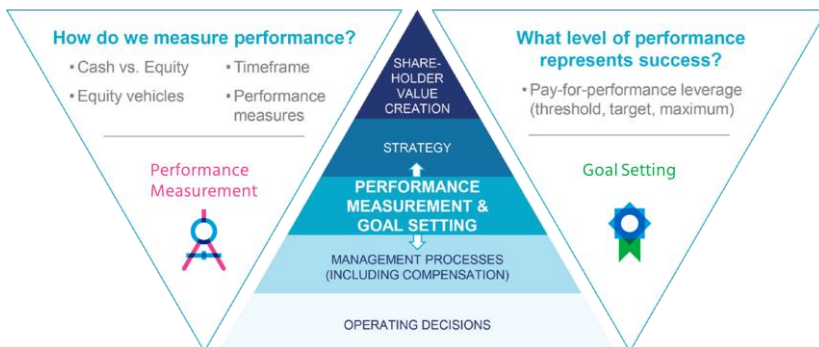 How do we measure performance?
• Cash vs. Equity
• Timeframe
• Equity vehicles
• Performance
measures
Performance
Measurement
SHARE-
HOLDER
VALUE
CREATION
STRATEGY
PERFORMANCE
MEASUREMENT &
GOAL SETTING
MANAGEMENT PROCESSES
(INCLUDING COMPENSATION)
OPERATING DECISIONS
What level of performance
represents success?
• Pay-for-performance leverage
(threshold, target, maximum)
Goal Setting